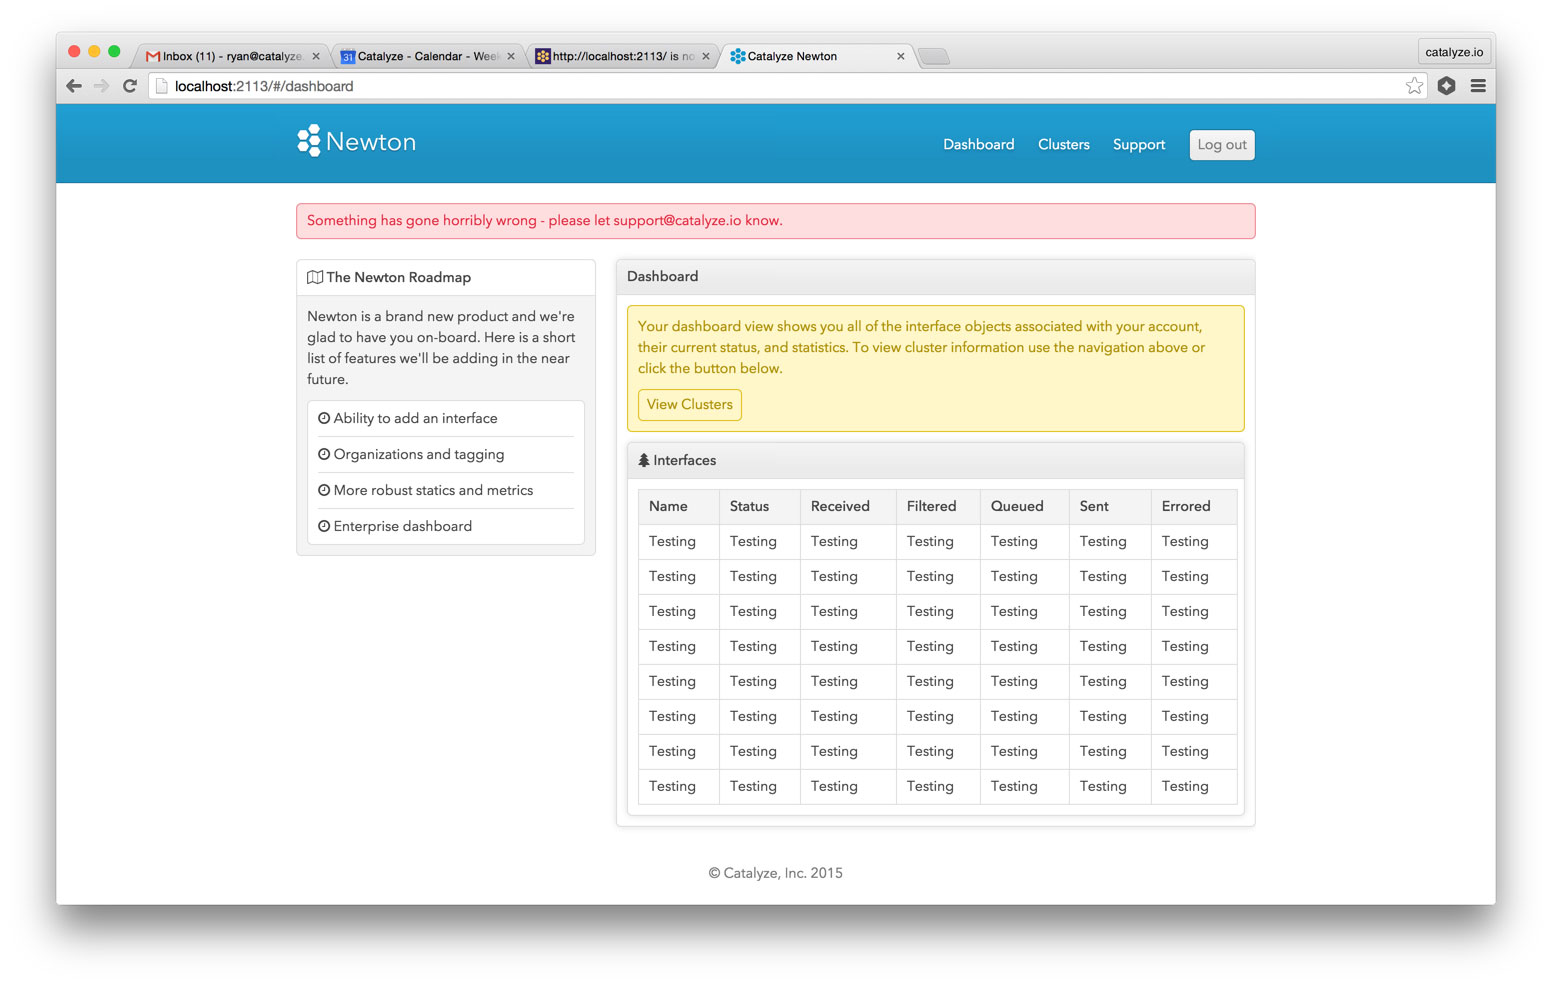 Inbox (11) - ryan@catalyze.
31 Catalyze - Calendar - Week
http://localhost:2113/ is no
Catalyze Newton
catalyze.io
localhost:2113/#/dashboard
Newton
Dashboard Clusters Support Log out
Something has gone horribly wrong - please let support@catalyze.io know.
The Newton Roadmap
Newton is a brand new product and we're
glad to have you on-board. Here is a short
list of features we'll be adding in the near
future.
Ability to add an interface
Organizations and tagging
More robust statics and metrics
Enterprise dashboard
Dashboard
Your dashboard view shows you all of the interface objects associated with your account,
their current status, and statistics. To view cluster information use the navigation above or
click the button below.
View Clusters
Interfaces
Name Status Received Filtered Queued Sent Errored
Testing Testing Testing Testing Testing Testing Testing
Testing Testing Testing Testing Testing Testing Testing
Testing Testing Testing Testing Testing Testing Testing
Testing Testing Testing Testing Testing Testing Testing
Testing Testing Testing Testing Testing Testing Testing
Testing Testing Testing Testing Testing Testing Testing
Testing Testing Testing Testing Testing Testing Testing
Testing Testing Testing Testing Testing Testing Testing
© Catalyze, Inc. 2015